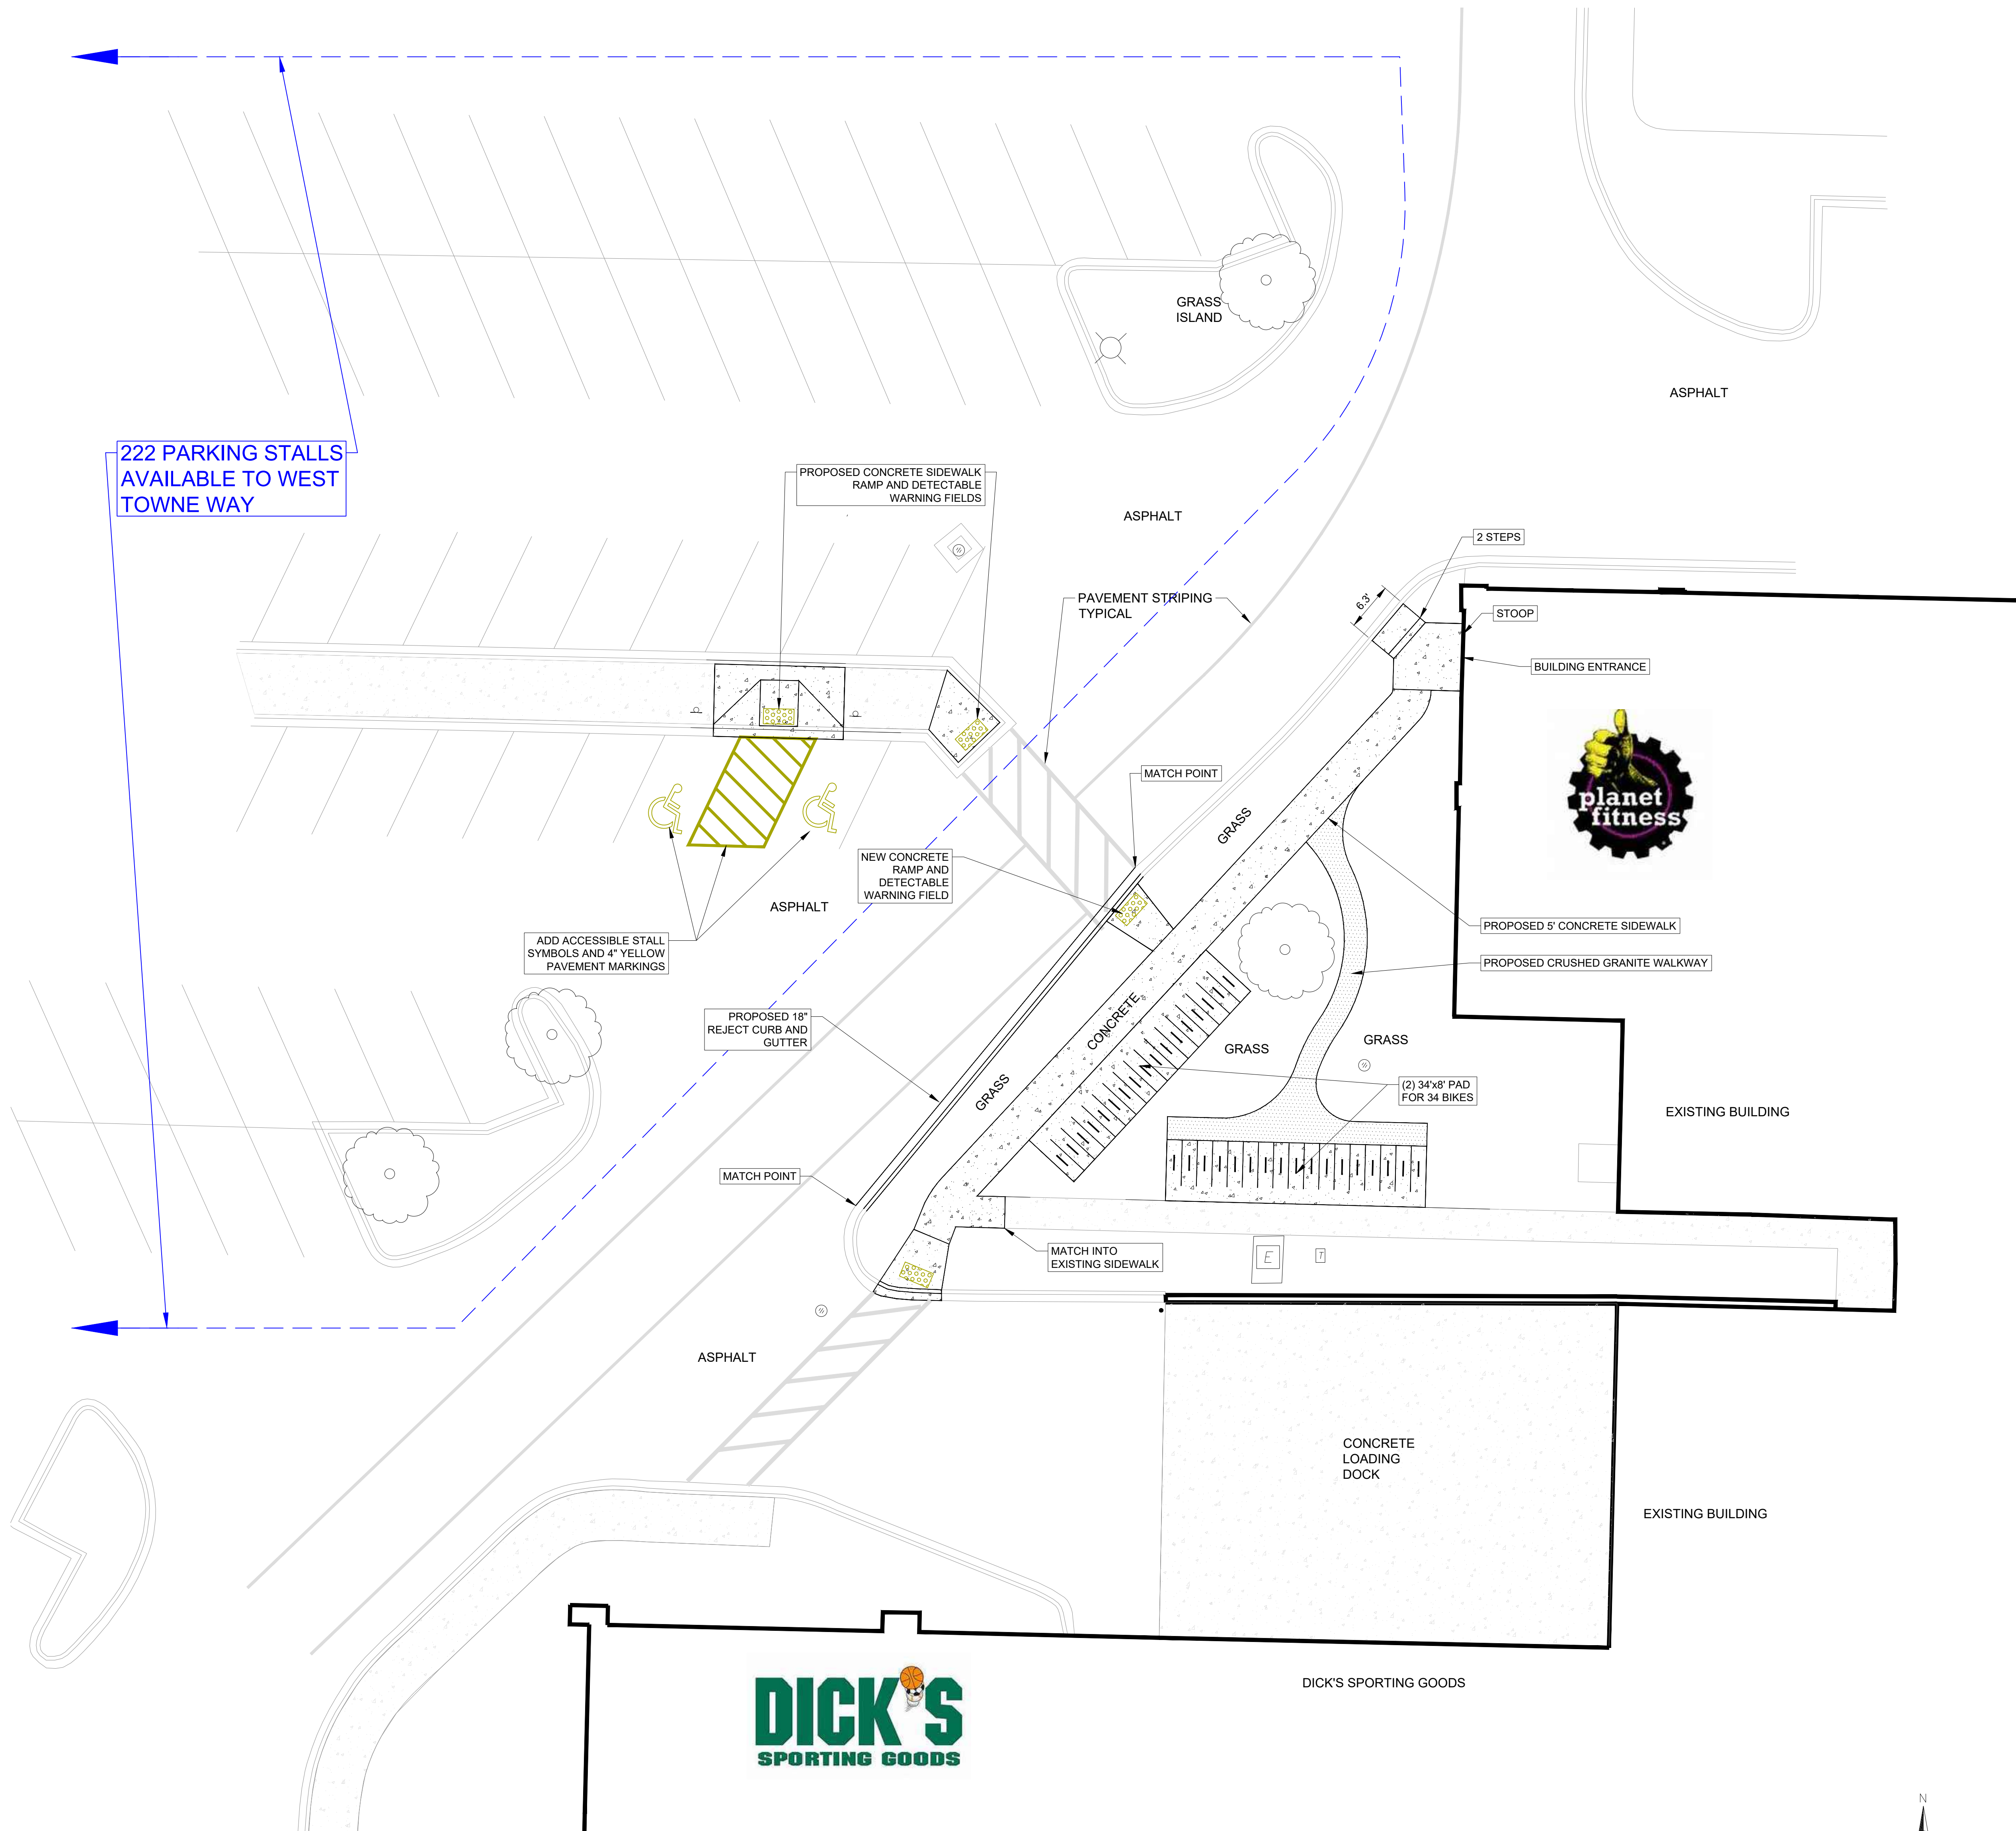 GRASS
ISLAND
ASPHALT
222 PARKING STALLS
AVAILABLE TO WEST
TOWNE WAY
PROPOSED CONCRETE SIDEWALK
RAMP AND DETECTABLE
WARNING FIELDS
ASPHALT
2 STEPS
6.3'
PAVEMENT STRIPING
TYPICAL
STOOP
BUILDING ENTRANCE
planet
fitness
MATCH POINT
GRASS
NEW CONCRETE
RAMP AND
DETECTABLE
WARNING FIELD
ASPHALT
ADD ACCESSIBLE STALL
SYMBOLS AND 4" YELLOW
PAVEMENT MARKINGS
PROPOSED 5' CONCRETE SIDEWALK
PROPOSED CRUSHED GRANITE WALKWAY
PROPOSED 18"
REJECT CURB AND
GUTTER
CONCRETE
GRASS
GRASS
GRASS
(2) 34'x8' PAD
FOR 34 BIKES
EXISTING BUILDING
MATCH POINT
MATCH INTO
EXISTING SIDEWALK
E
T
ASPHALT
CONCRETE
LOADING
DOCK
EXISTING BUILDING
DICK'S
SPORTING GOODS
DICK'S SPORTING GOODS
N